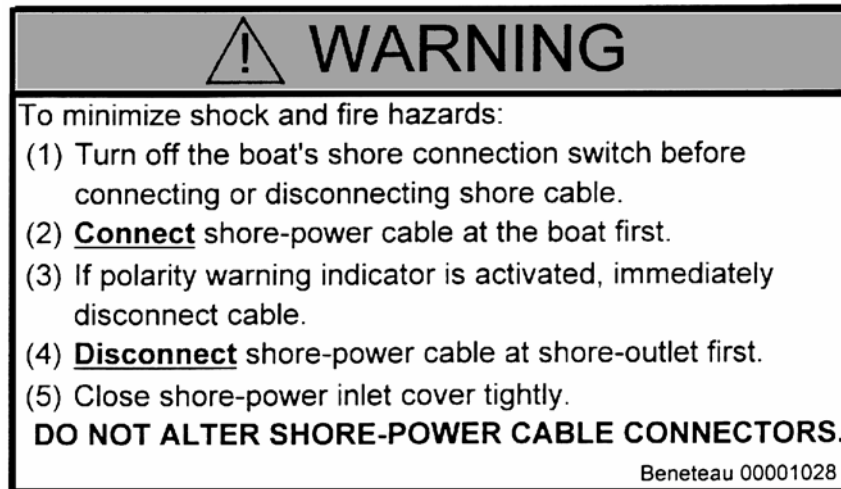 WARNING
To minimize shock and fire hazards:
(1) Turn off the boat's shore connection switch before
connecting or disconnecting shore cable.
(2) Connect shore-power cable at the boat first.
(3) If polarity warning indicator is activated, immediately
disconnect cable.
(4) Disconnect shore-power cable at shore-outlet first.
(5) Close shore-power inlet cover tightly.
DO NOT ALTER SHORE-POWER CABLE CONNECTORS.
Beneteau 00001028